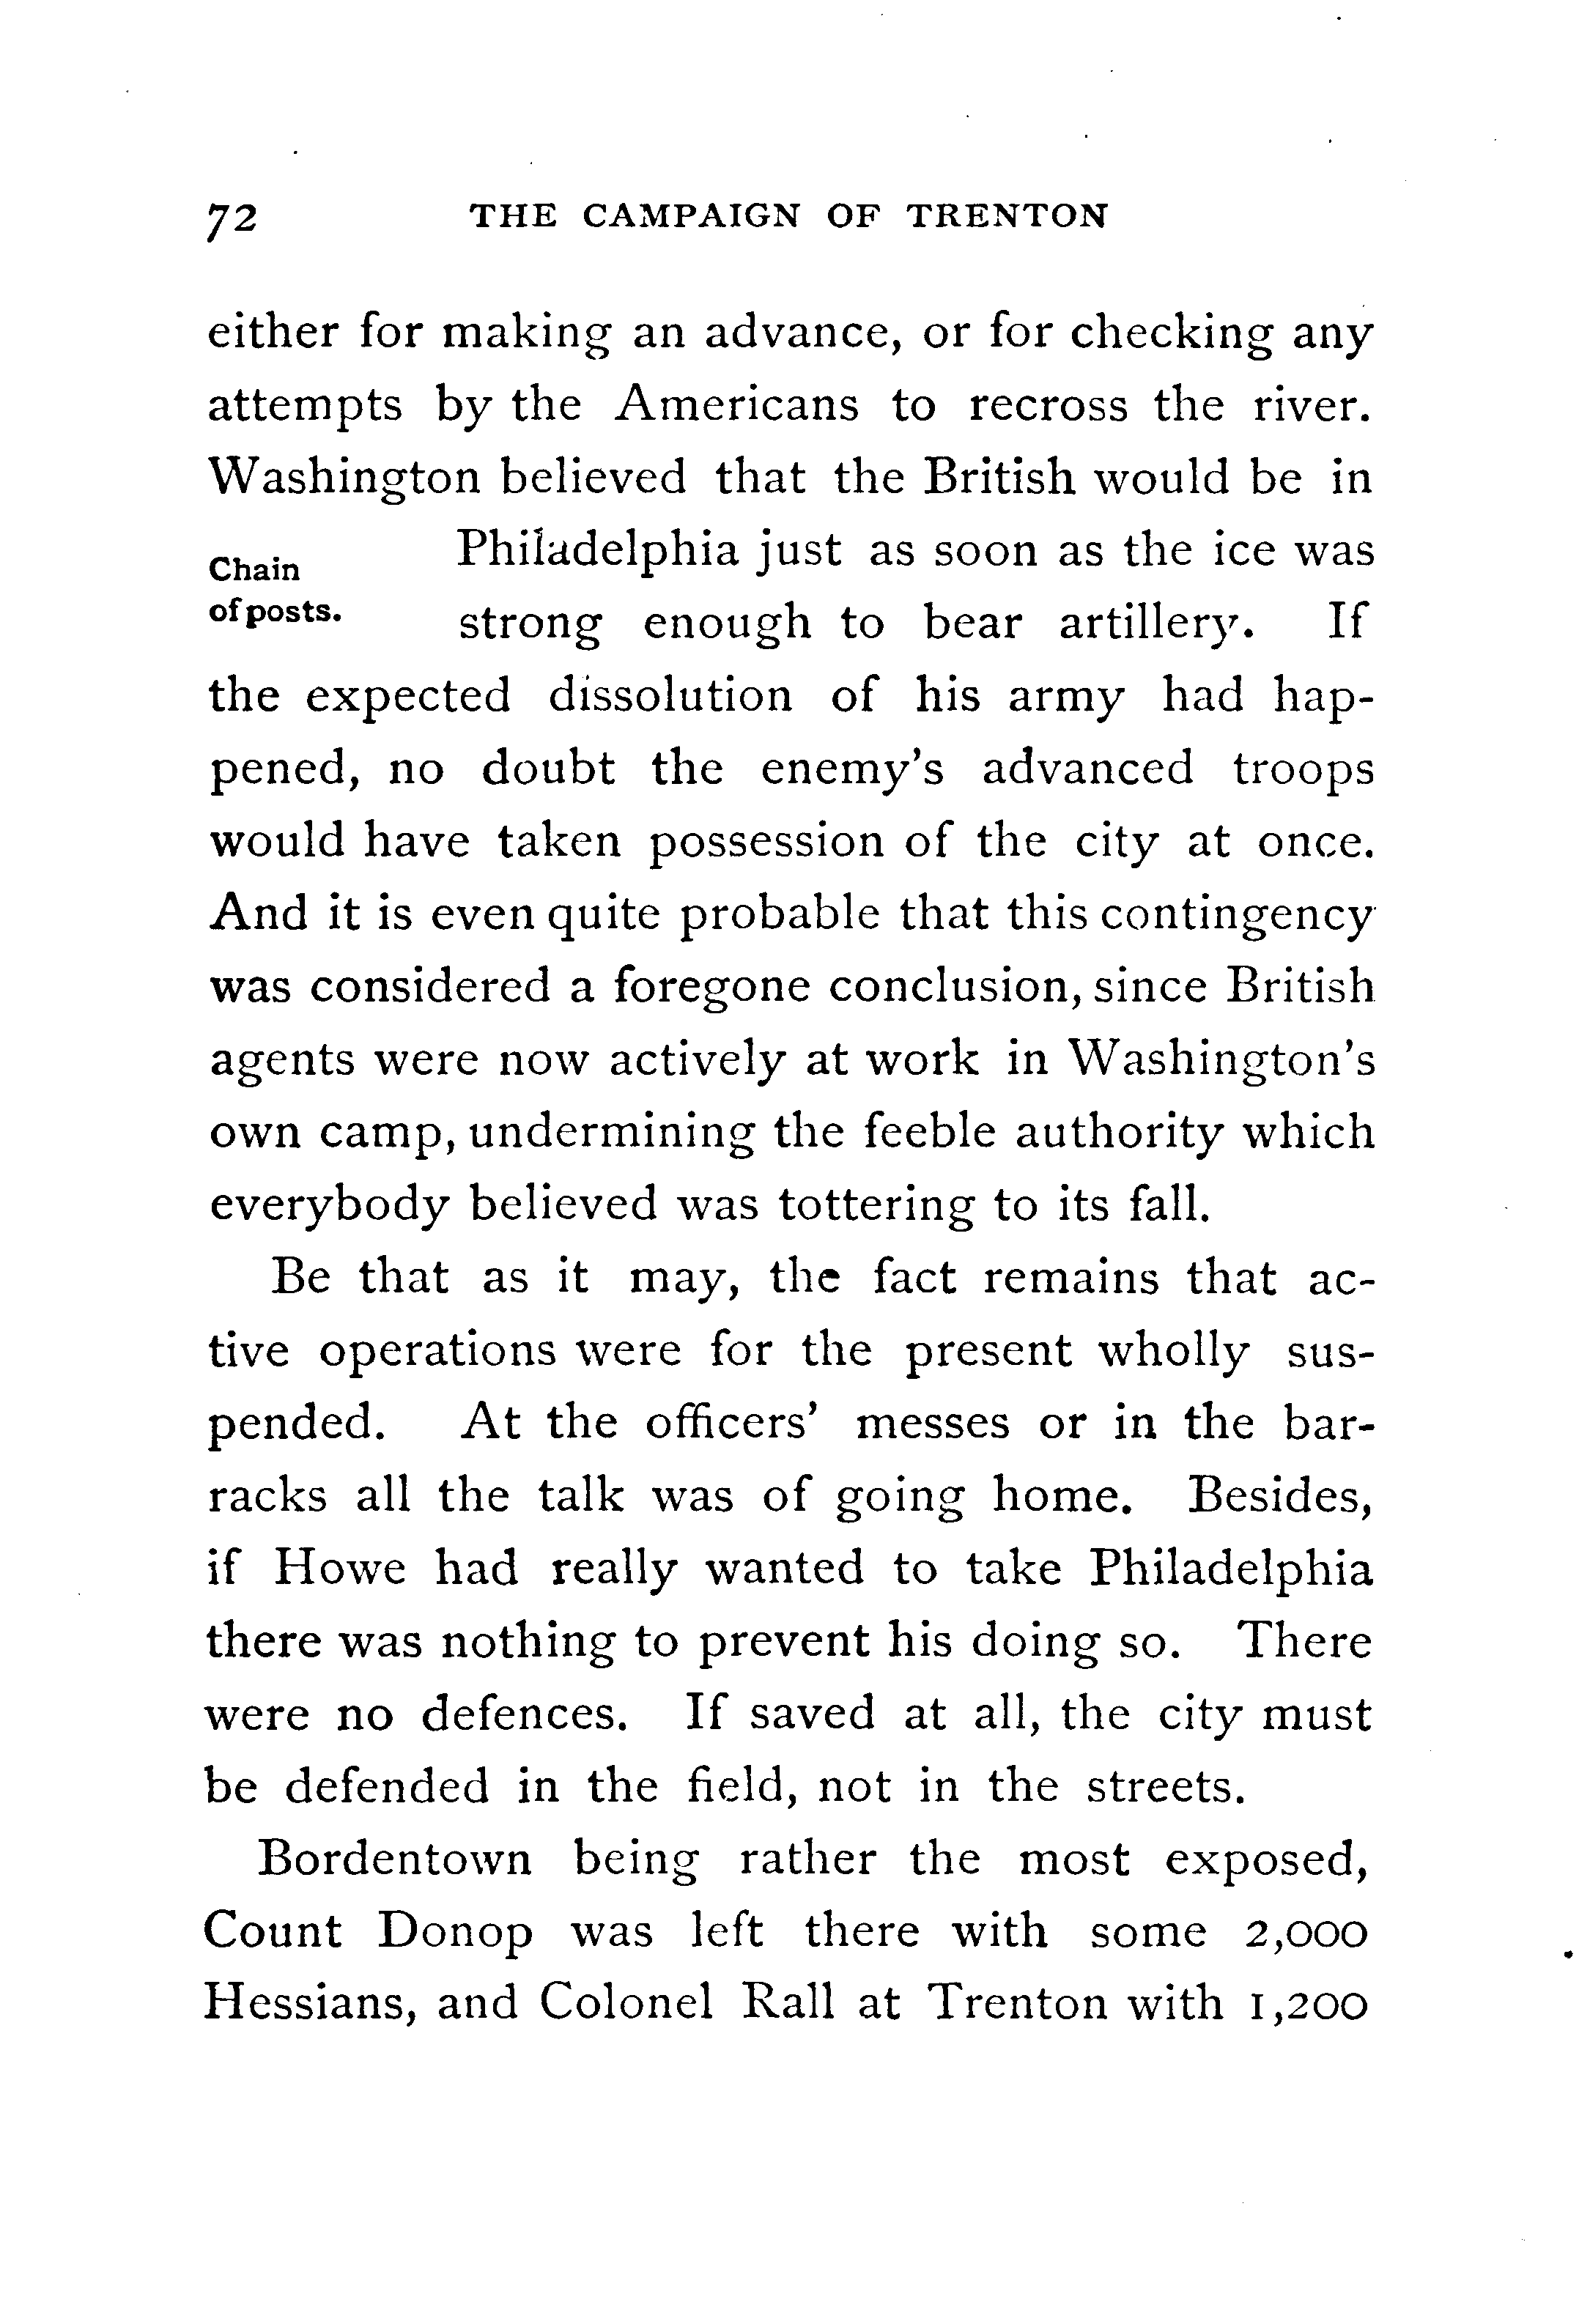 72 THE CAMPAIGN OF TRENTON
either for making an advance, or for checking any
attempts by the Americans to recross the river.
Washington believed that the British would be in
Chain
of posts.
Philadelphia just as soon as the ice was
strong enough to bear artillery. If
the expected dissolution of his army had hap-
pened, no doubt the enemy's advanced troops
would have taken possession of the city at once.
And it is even quite probable that this contingency
was considered a foregone conclusion, since British
agents were now actively at work in Washington's
own camp, undermining the feeble authority which
everybody believed was tottering to its fall.
Be that as it may, the fact remains that ac-
tive operations were for the present wholly sus-
pended. At the officers' messes or in the bar-
racks all the talk was of going home. Besides,
if Howe had really wanted to take Philadelphia
there was nothing to prevent his doing so. There
were no defences. If saved at all, the city must
be defended in the field, not in the streets.
Bordentown being rather the most exposed,
Count Donop was left there with some 2,000
Hessians, and Colonel Rall at Trenton with 1,200